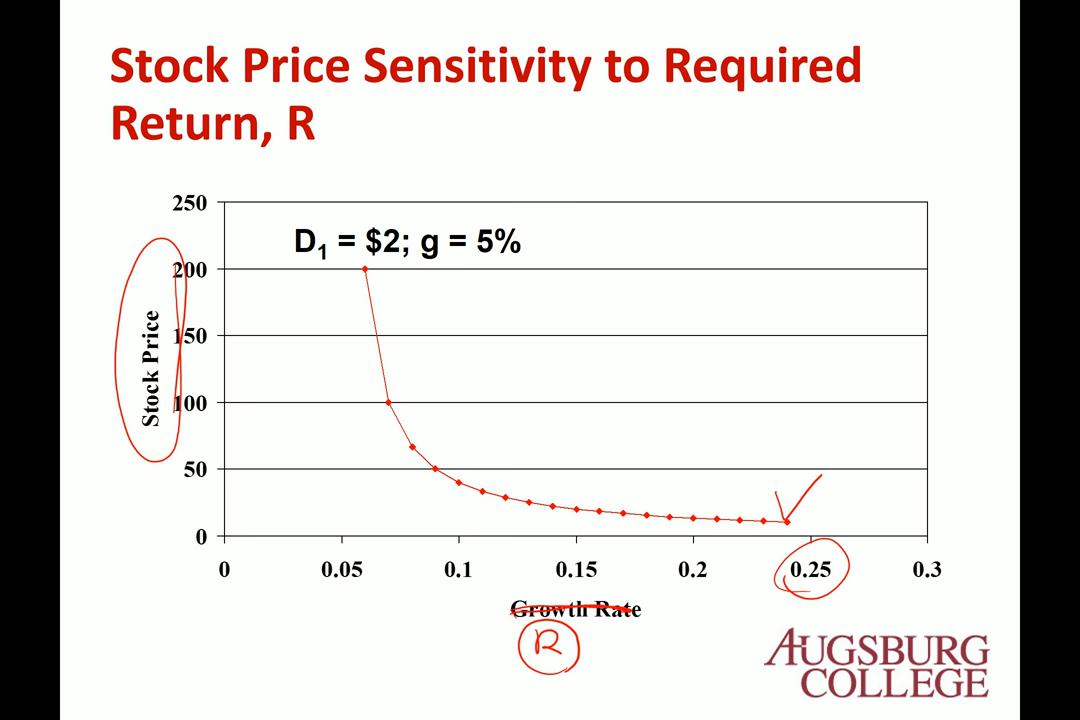 Stock Price Sensitivity to Required
Return, R
250
D1 = $2; g = 5%
200
150
100
50
0
Stock Price
0 0.05 0.1 0.15 0.2 0.25 0.3
Growth Rate
R
AUGSBURG
COLLEGE